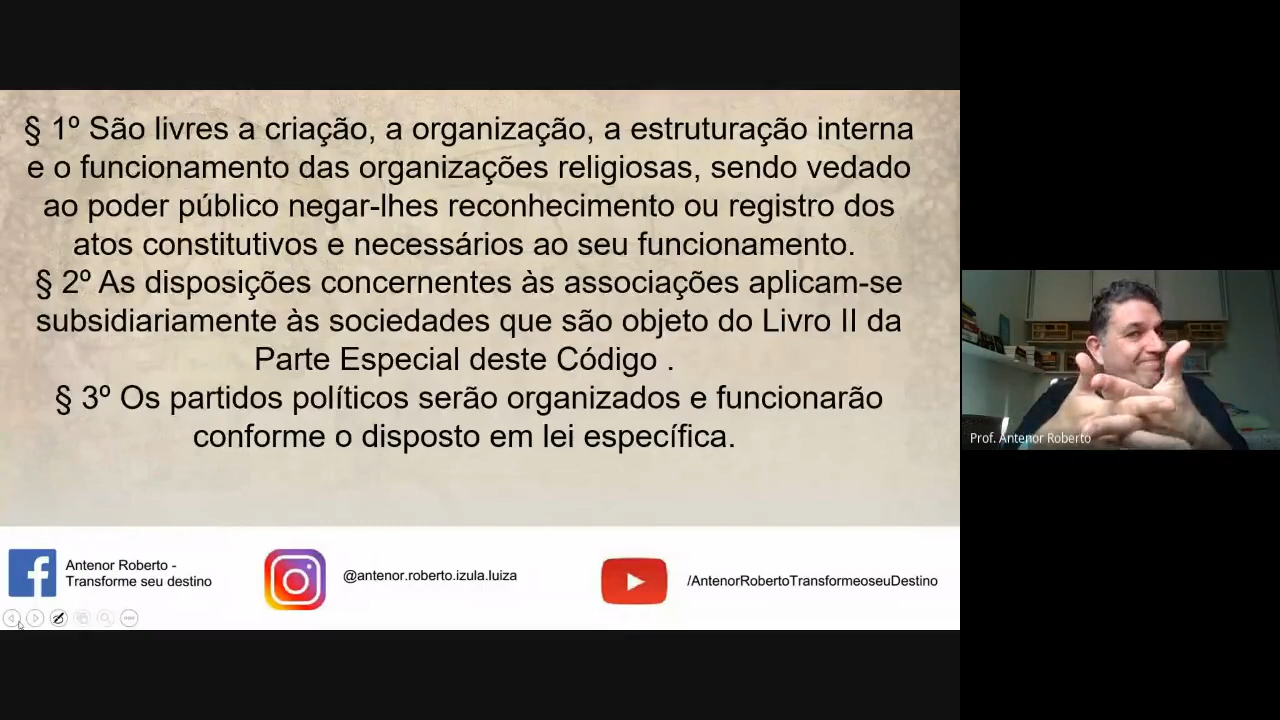 § 1º São livres a criação, a organização, a estruturação interna
e o funcionamento das organizações religiosas, sendo vedado
ao poder público negar-lhes reconhecimento ou registro dos
atos constitutivos e necessários ao seu funcionamento.
§ 2º As disposições concernentes às associações aplicam-se
subsidiariamente às sociedades que são objeto do Livro II da
Parte Especial deste Código .
§ 3º Os partidos políticos serão organizados e funcionarão
conforme o disposto em lei específica.
Prof. Antenor Roberto
Antenor Roberto -
Transforme seu destino
@antenor.roberto.izula.luiza
/AntenorRobertoTransformeoseuDestino